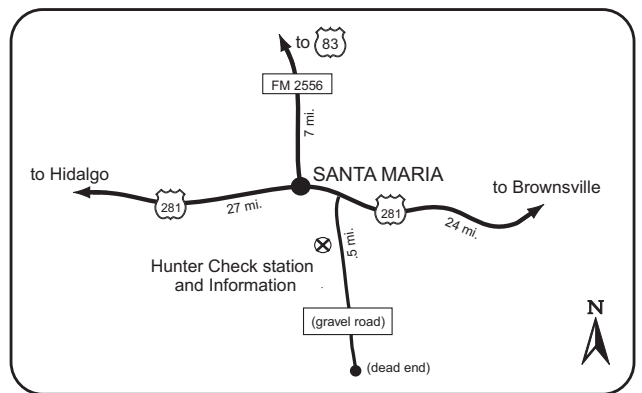 to 83
FM 2556
7 mi.
SANTA MARIA
to Hidalgo
to Brownsville
281
27 mi.
281
24 mi.
.5 mi.
Hunter Check station
and Information
(gravel road)
(dead end)
N